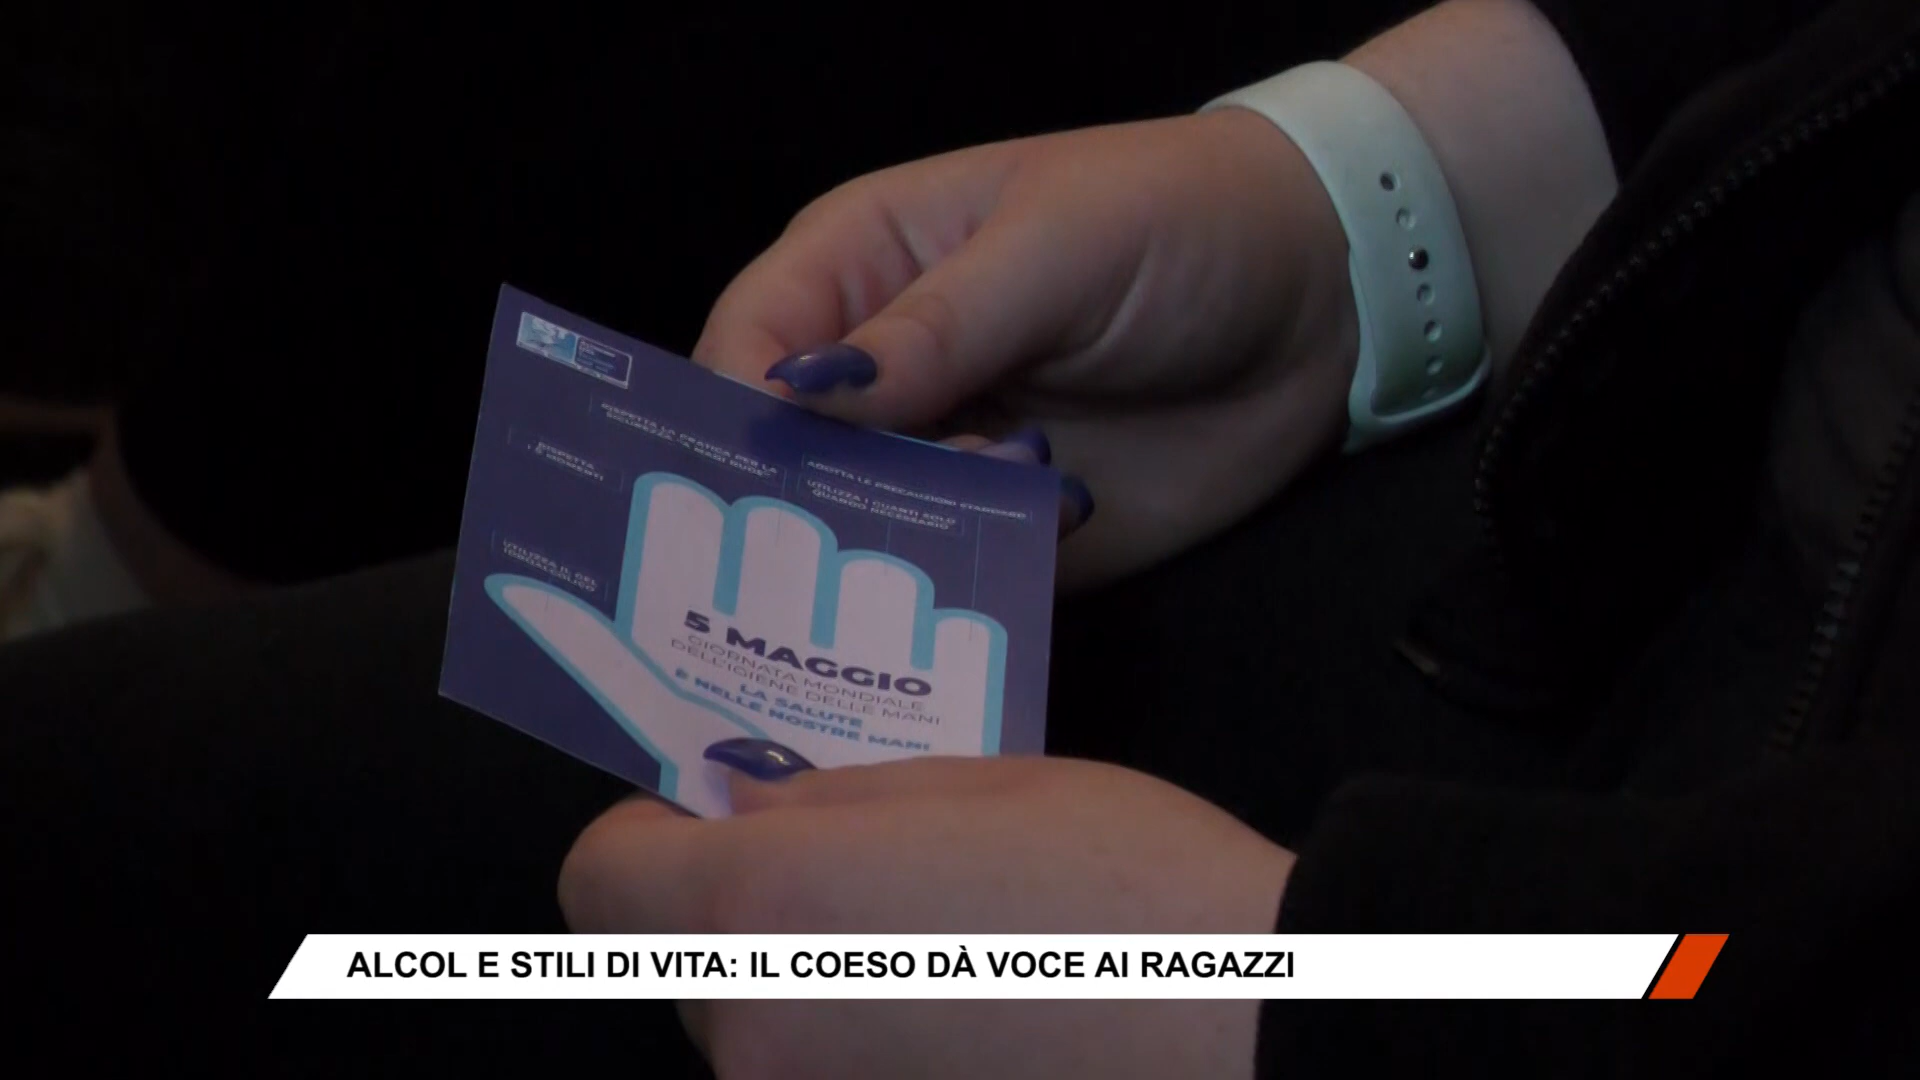 RISPETTA LA PRATICA PER LA
SICUREZZA "A MANI NUDE"
RISPETTA
I 5 MOMENTI
ADOTTA LE PRECAUZIONI STANDARD
UTILIZZA I GUANTI SOLO
QUANDO NECESSARIO
UTILIZZA IL GEL
IDROALCOLICO
5 MAGGIO
GIORNATA MONDIALE
DELL'IGIENE DELLE MANI
LA SALUTE
È NELLE NOSTRE MANI
ALCOL E STILI DI VITA: IL COESO DÀ VOCE AI RAGAZZI